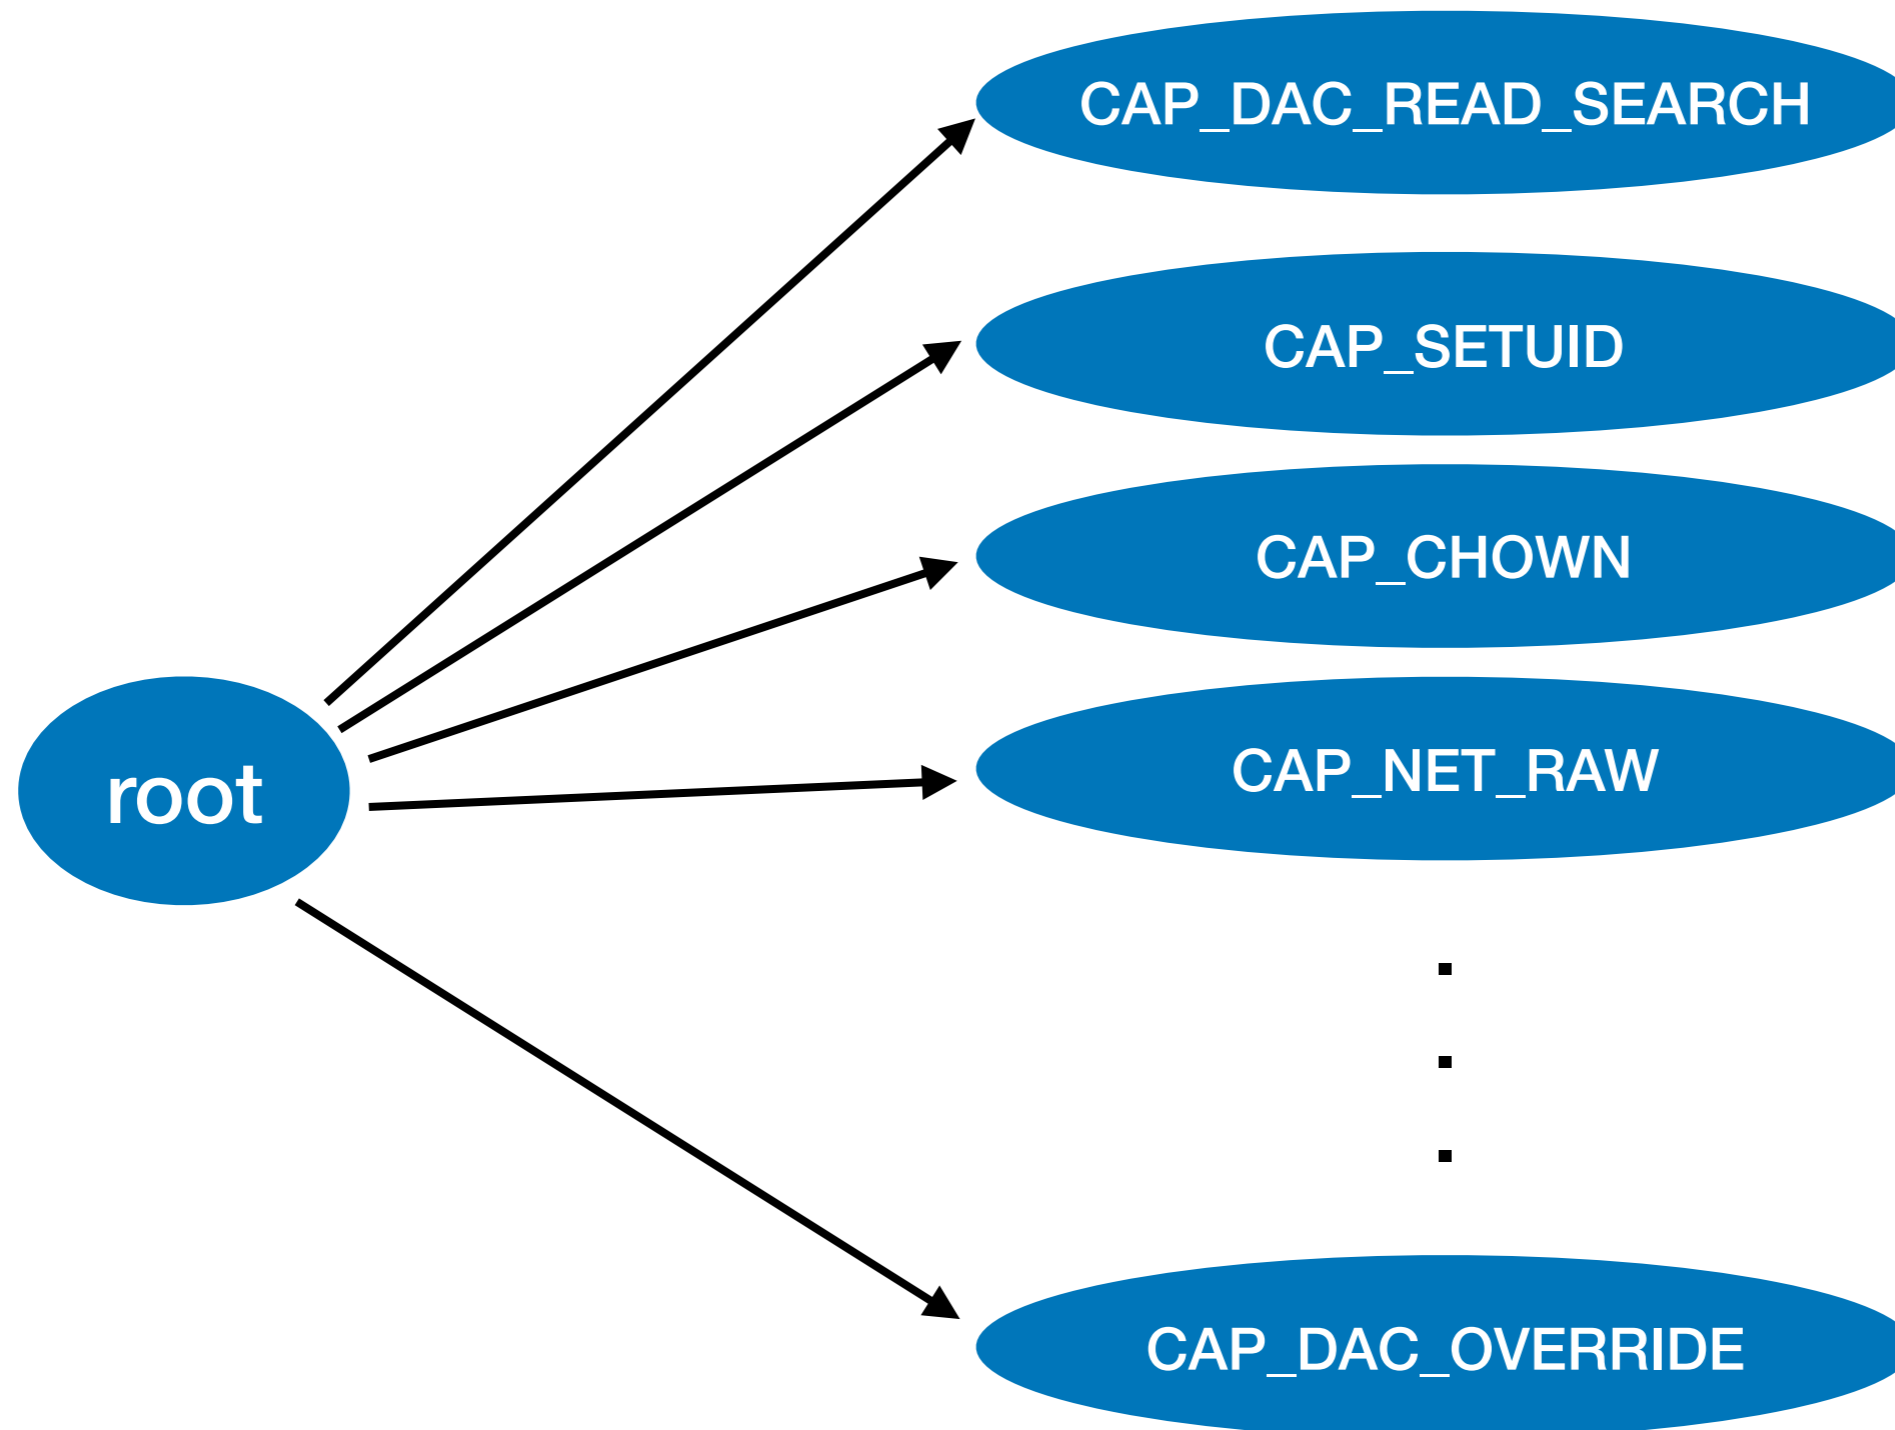 CAP_DAC_READ_SEARCH
CAP_SETUID
CAP_CHOWN
root
CAP_NET_RAW
.
.
.
CAP_DAC_OVERRIDE